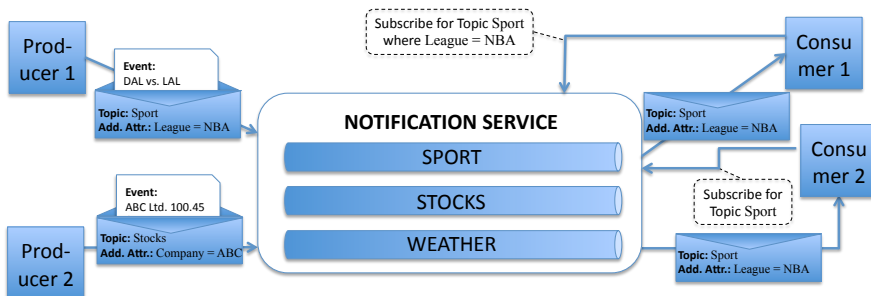 Prod-
ucer 1
Event:
DAL vs. LAL
Topic: Sport
Add. Attr.: League = NBA
Subscribe for Topic Sport
where League = NBA
Consu
mer 1
Topic: Sport
Add. Attr.: League = NBA
NOTIFICATION SERVICE
SPORT
STOCKS
WEATHER
Consu
mer 2
Subscribe for
Topic Sport
Event:
ABC Ltd. 100.45
Prod-
ucer 2
Topic: Stocks
Add. Attr.: Company = ABC
Topic: Sport
Add. Attr.: League = NBA